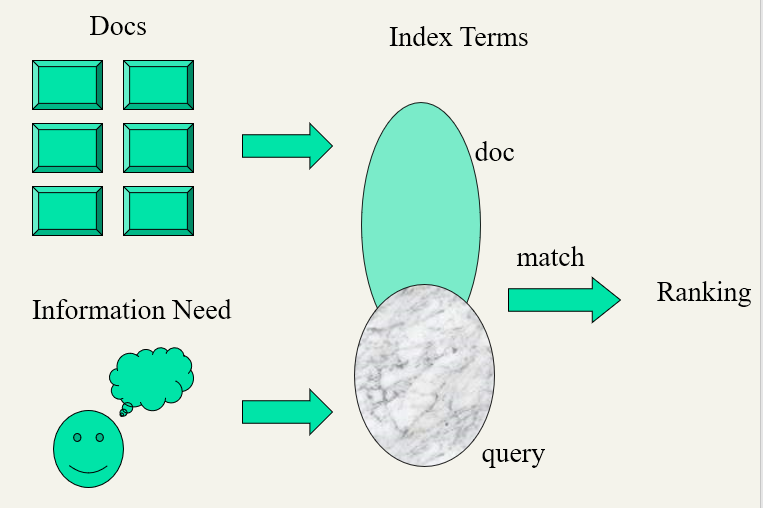 Docs
Index Terms
doc
match
Ranking
Information Need
query